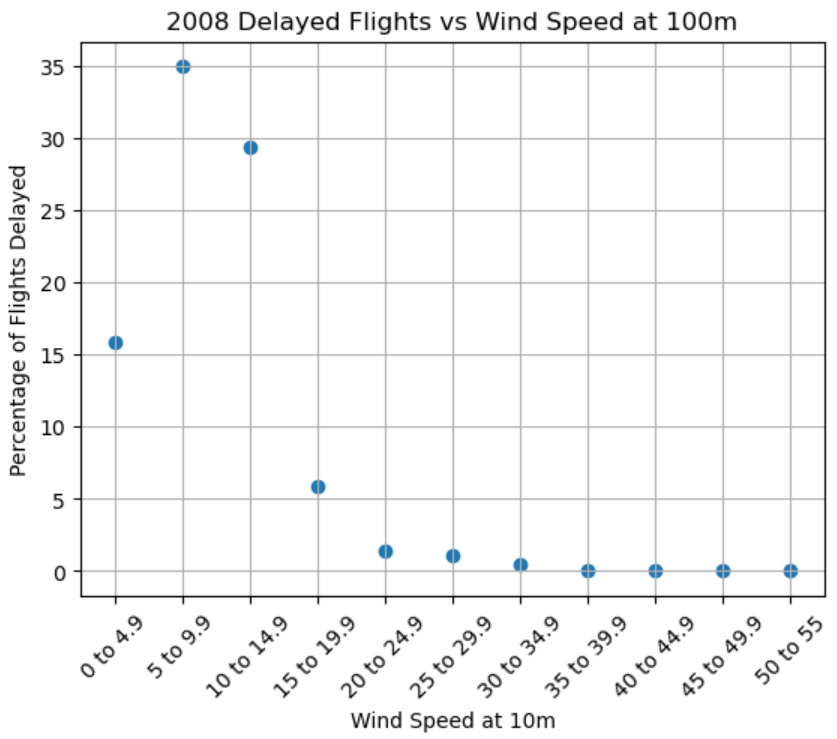 2008 Delayed Flights vs Wind Speed at 100m
Percentage of Flights Delayed
35
30
25
20
15
10
5
0
0 to 4.9
5 to 9.9
10 to 14.9
15 to 19.9
20 to 24.9
25 to 29.9
30 to 34.9
35 to 39.9
40 to 44.9
45 to 49.9
50 to 55
Wind Speed at 10m